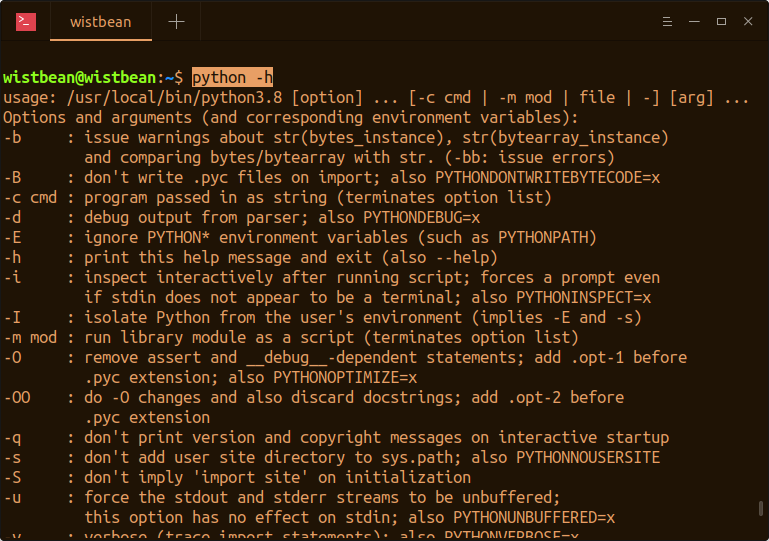 >_ wistbean
wistbean@wistbean:~$ python -h
usage: /usr/local/bin/python3.8 [option] ... [-c cmd | -m mod | file | -] [arg] ...
Options and arguments (and corresponding environment variables):
-b     : issue warnings about str(bytes_instance), str(bytearray_instance)
         and comparing bytes/bytearray with str. (-bb: issue errors)
-B     : don't write .pyc files on import; also PYTHONDONTWRITEBYTECODE=x
-c cmd : program passed in as string (terminates option list)
-d     : debug output from parser; also PYTHONDEBUG=x
-E     : ignore PYTHON* environment variables (such as PYTHONPATH)
-h     : print this help message and exit (also --help)
-i     : inspect interactively after running script; forces a prompt even
         if stdin does not appear to be a terminal; also PYTHONINSPECT=x
-I     : isolate Python from the user's environment (implies -E and -s)
-m mod : run library module as a script (terminates option list)
-O     : remove assert and __debug__-dependent statements; add .opt-1 before
         .pyc extension; also PYTHONOPTIMIZE=x
-OO    : do -O changes and also discard docstrings; add .opt-2 before
         .pyc extension
-q     : don't print version and copyright messages on interactive startup
-s     : don't add user site directory to sys.path; also PYTHONNOUSERSITE
-S     : don't imply 'import site' on initialization
-u     : force the stdout and stderr streams to be unbuffered;
         this option has no effect on stdin; also PYTHONUNBUFFERED=x
-v     : verbose (trace import statements); also PYTHONVERBOSE=x